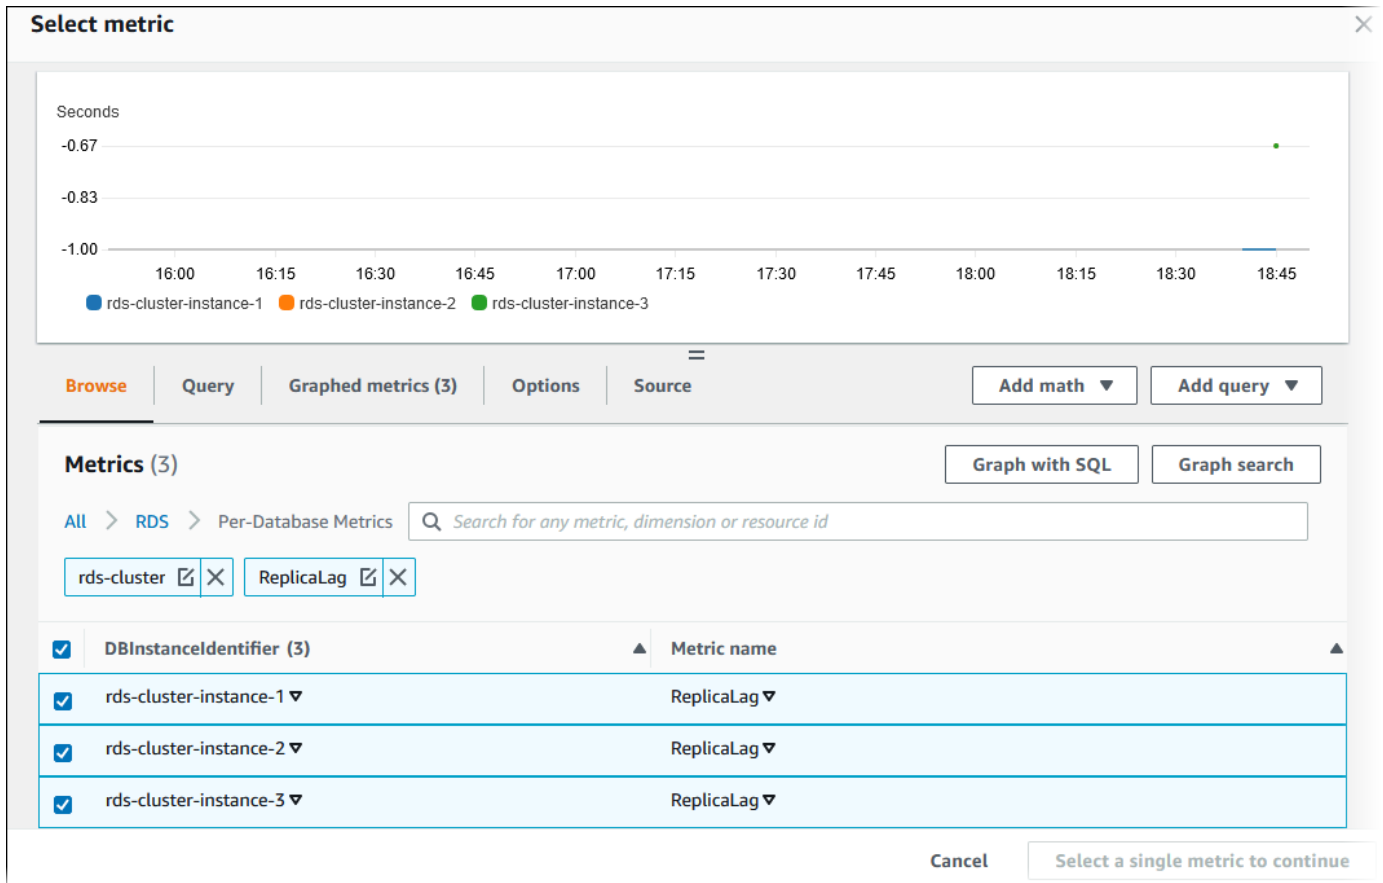 Select metric
Seconds
-0.67
-0.83
-1.00
16:00 16:15 16:30 16:45 17:00 17:15 17:30 17:45 18:00 18:15 18:30 18:45
rds-cluster-instance-1 rds-cluster-instance-2 rds-cluster-instance-3
Browse Query Graphed metrics (3) Options Source Add math Add query
Metrics (3) Graph with SQL Graph search
All RDS Per-Database Metrics Search for any metric, dimension or resource id
rds-cluster ReplicaLag
DBInstanceIdentifier (3) Metric name
rds-cluster-instance-1 ReplicaLag
rds-cluster-instance-2 ReplicaLag
rds-cluster-instance-3 ReplicaLag
Cancel Select a single metric to continue